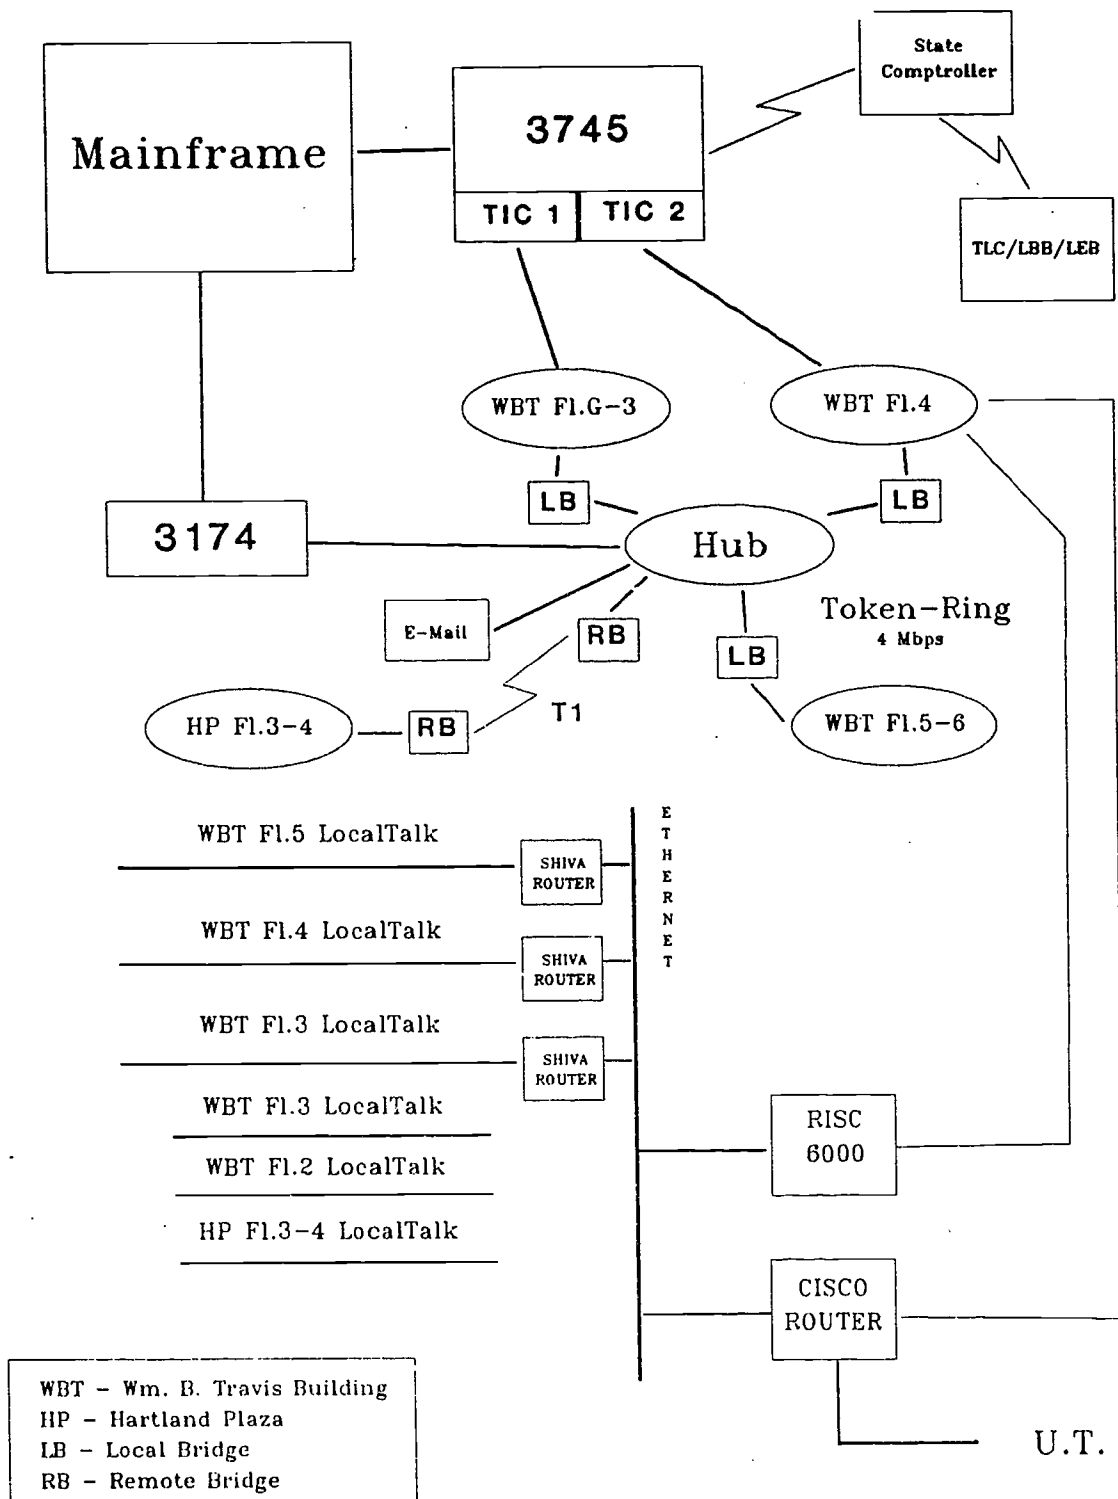 State
Comptroller
Mainframe
3745
TIC 1
TIC 2
TLC/LBB/LEB
WBT Fl.G-3
WBT Fl.4
LB
LB
3174
Hub
E-Mail
RB
LB
Token-Ring
4 Mbps
HP Fl.3-4
RB
T1
WBT Fl.5-6
ETHERNET
WBT Fl.5 LocalTalk
SHIVA
ROUTER
WBT Fl.4 LocalTalk
SHIVA
ROUTER
WBT Fl.3 LocalTalk
SHIVA
ROUTER
WBT Fl.3 LocalTalk
WBT Fl.2 LocalTalk
HP Fl.3-4 LocalTalk
RISC
6000
CISCO
ROUTER
U.T.
WBT - Wm. B. Travis Building
HP - Hartland Plaza
LB - Local Bridge
RB - Remote Bridge